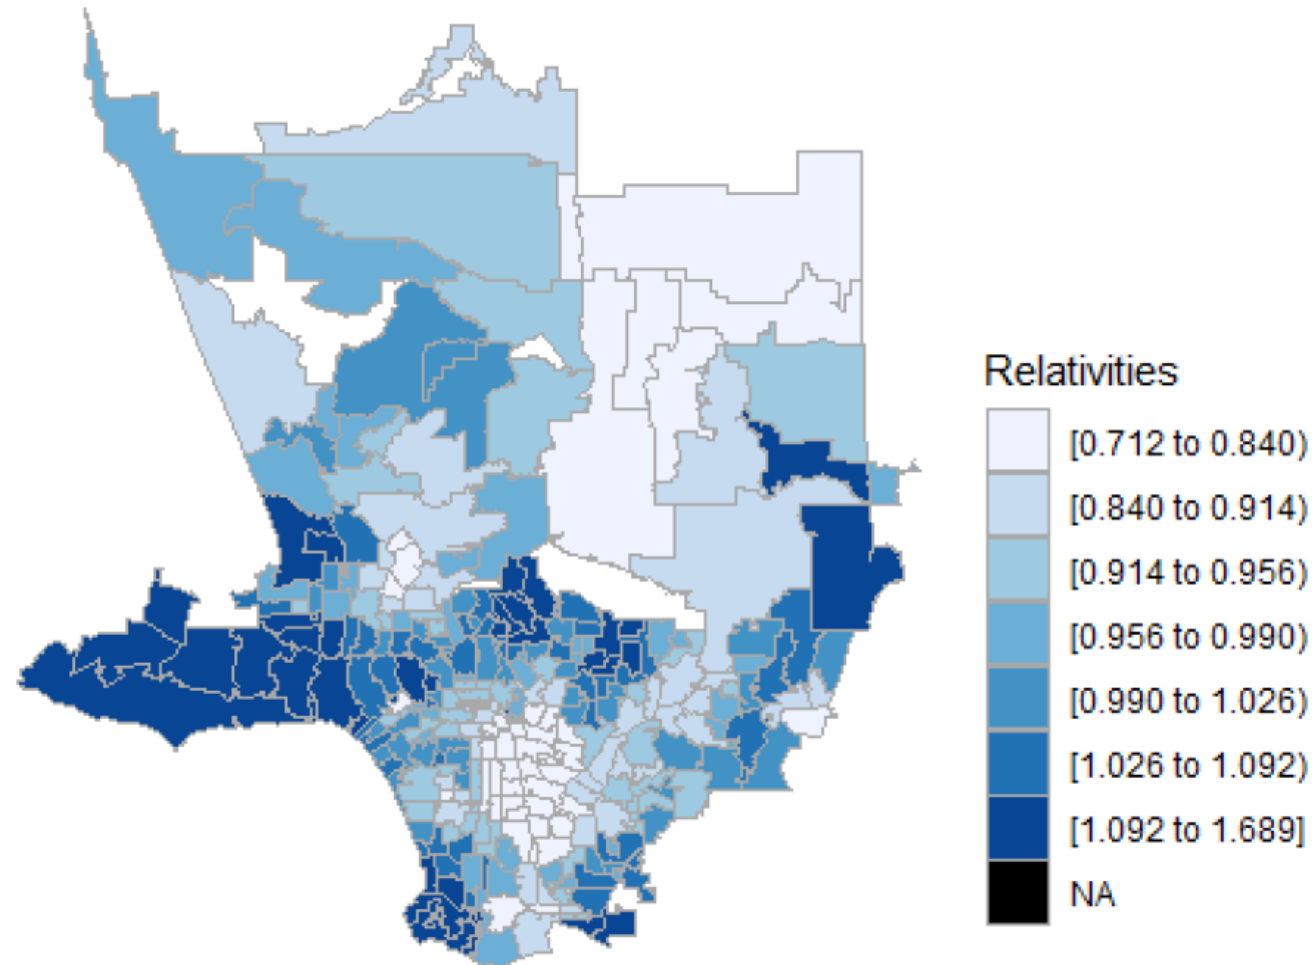 Relativities
[0.712 to 0.840)
[0.840 to 0.914)
[0.914 to 0.956)
[0.956 to 0.990)
[0.990 to 1.026)
[1.026 to 1.092)
[1.092 to 1.689]
NA